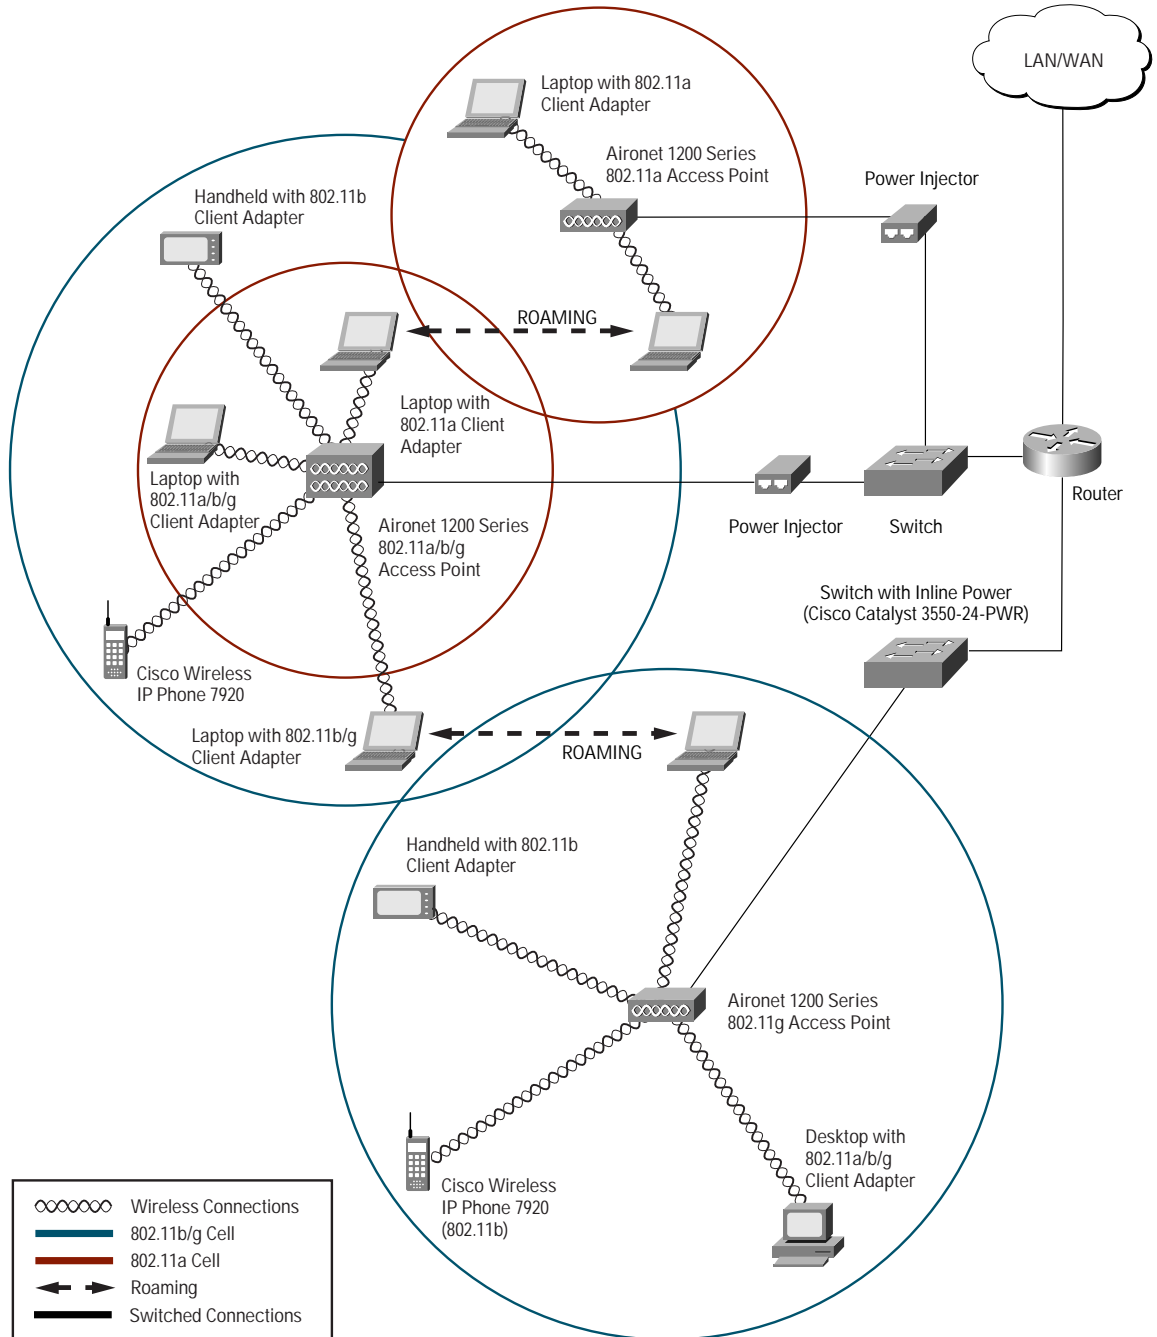 LAN/WAN
Laptop with 802.11a
Client Adapter
Aironet 1200 Series
802.11a Access Point
Power Injector
Handheld with 802.11b
Client Adapter
ROAMING
Laptop with
802.11a Client
Adapter
Laptop with
802.11a/b/g
Client Adapter
Aironet 1200 Series
802.11a/b/g
Access Point
Power Injector
Switch
Router
Switch with Inline Power
(Cisco Catalyst 3550-24-PWR)
Cisco Wireless
IP Phone 7920
Laptop with 802.11b/g
Client Adapter
ROAMING
Handheld with 802.11b
Client Adapter
Aironet 1200 Series
802.11g Access Point
Desktop with
802.11a/b/g
Client Adapter
Cisco Wireless
IP Phone 7920
(802.11b)
Wireless Connections
802.11b/g Cell
802.11a Cell
Roaming
Switched Connections